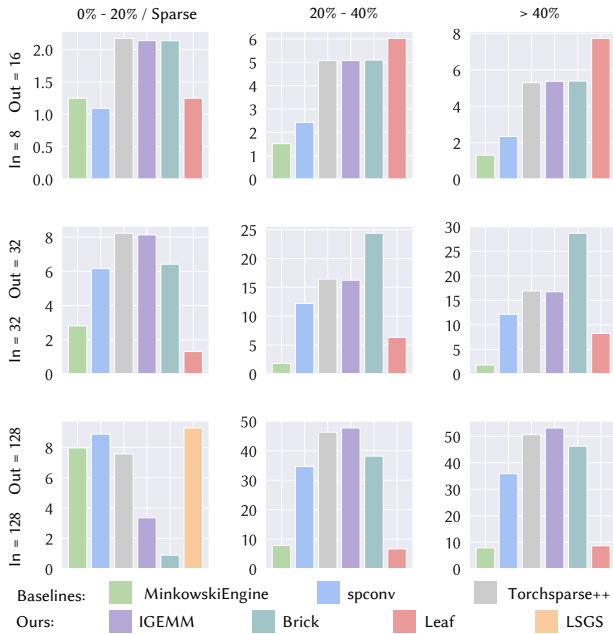 0% - 20% / Sparse 20% - 40% > 40%
In = 8 Out = 16
2.0 1.5 1.0 0.5 0.0
6 5 4 3 2 1 0
8 6 4 2 0
In = 32 Out = 32
8 6 4 2 0
25 20 15 10 5 0
30 25 20 15 10 5 0
In = 128 Out = 128
8 6 4 2 0
50 40 30 20 10 0
50 40 30 20 10 0
Baselines: MinkowskiEngine spconv Torchsparse++
Ours: IGEMM Brick Leaf LSGS